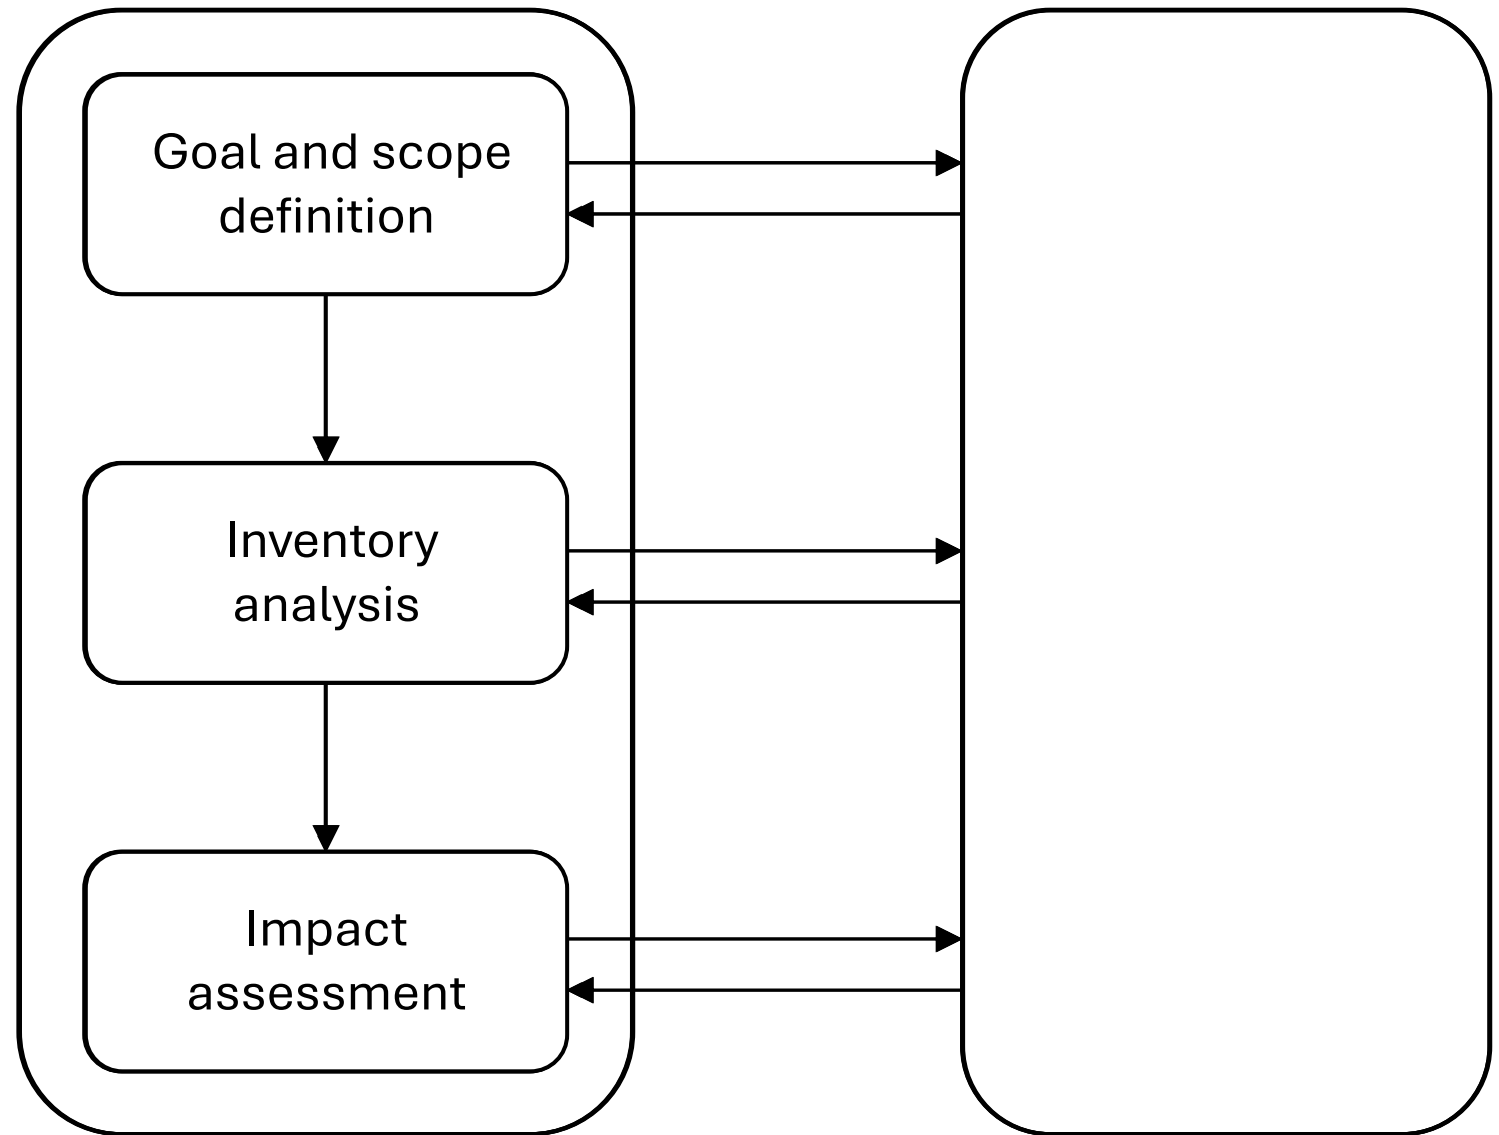 Goal and scope
definition
Inventory
analysis
Impact
assessment